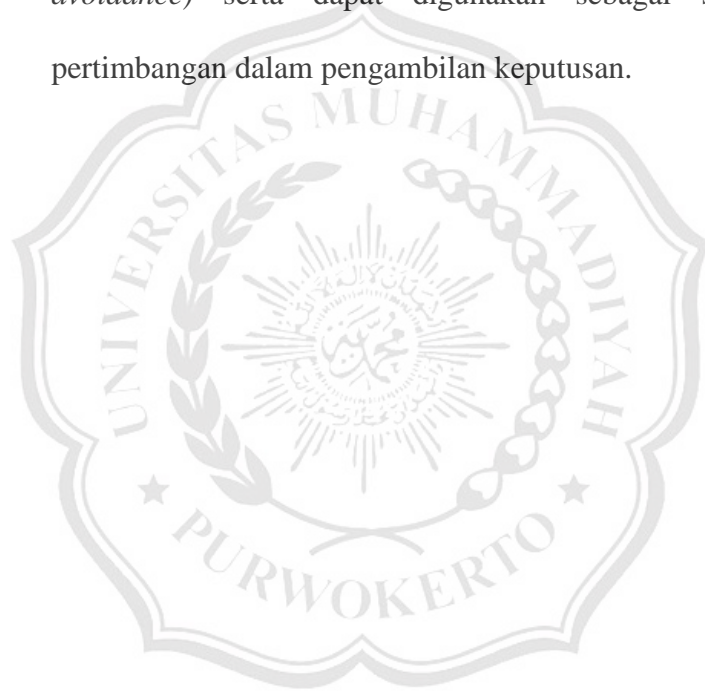 avoidance) serta dapat digunakan sebagai
pertimbangan dalam pengambilan keputusan.
UNIVERSITAS MUHAMMADIYAH
PURWOKERTO